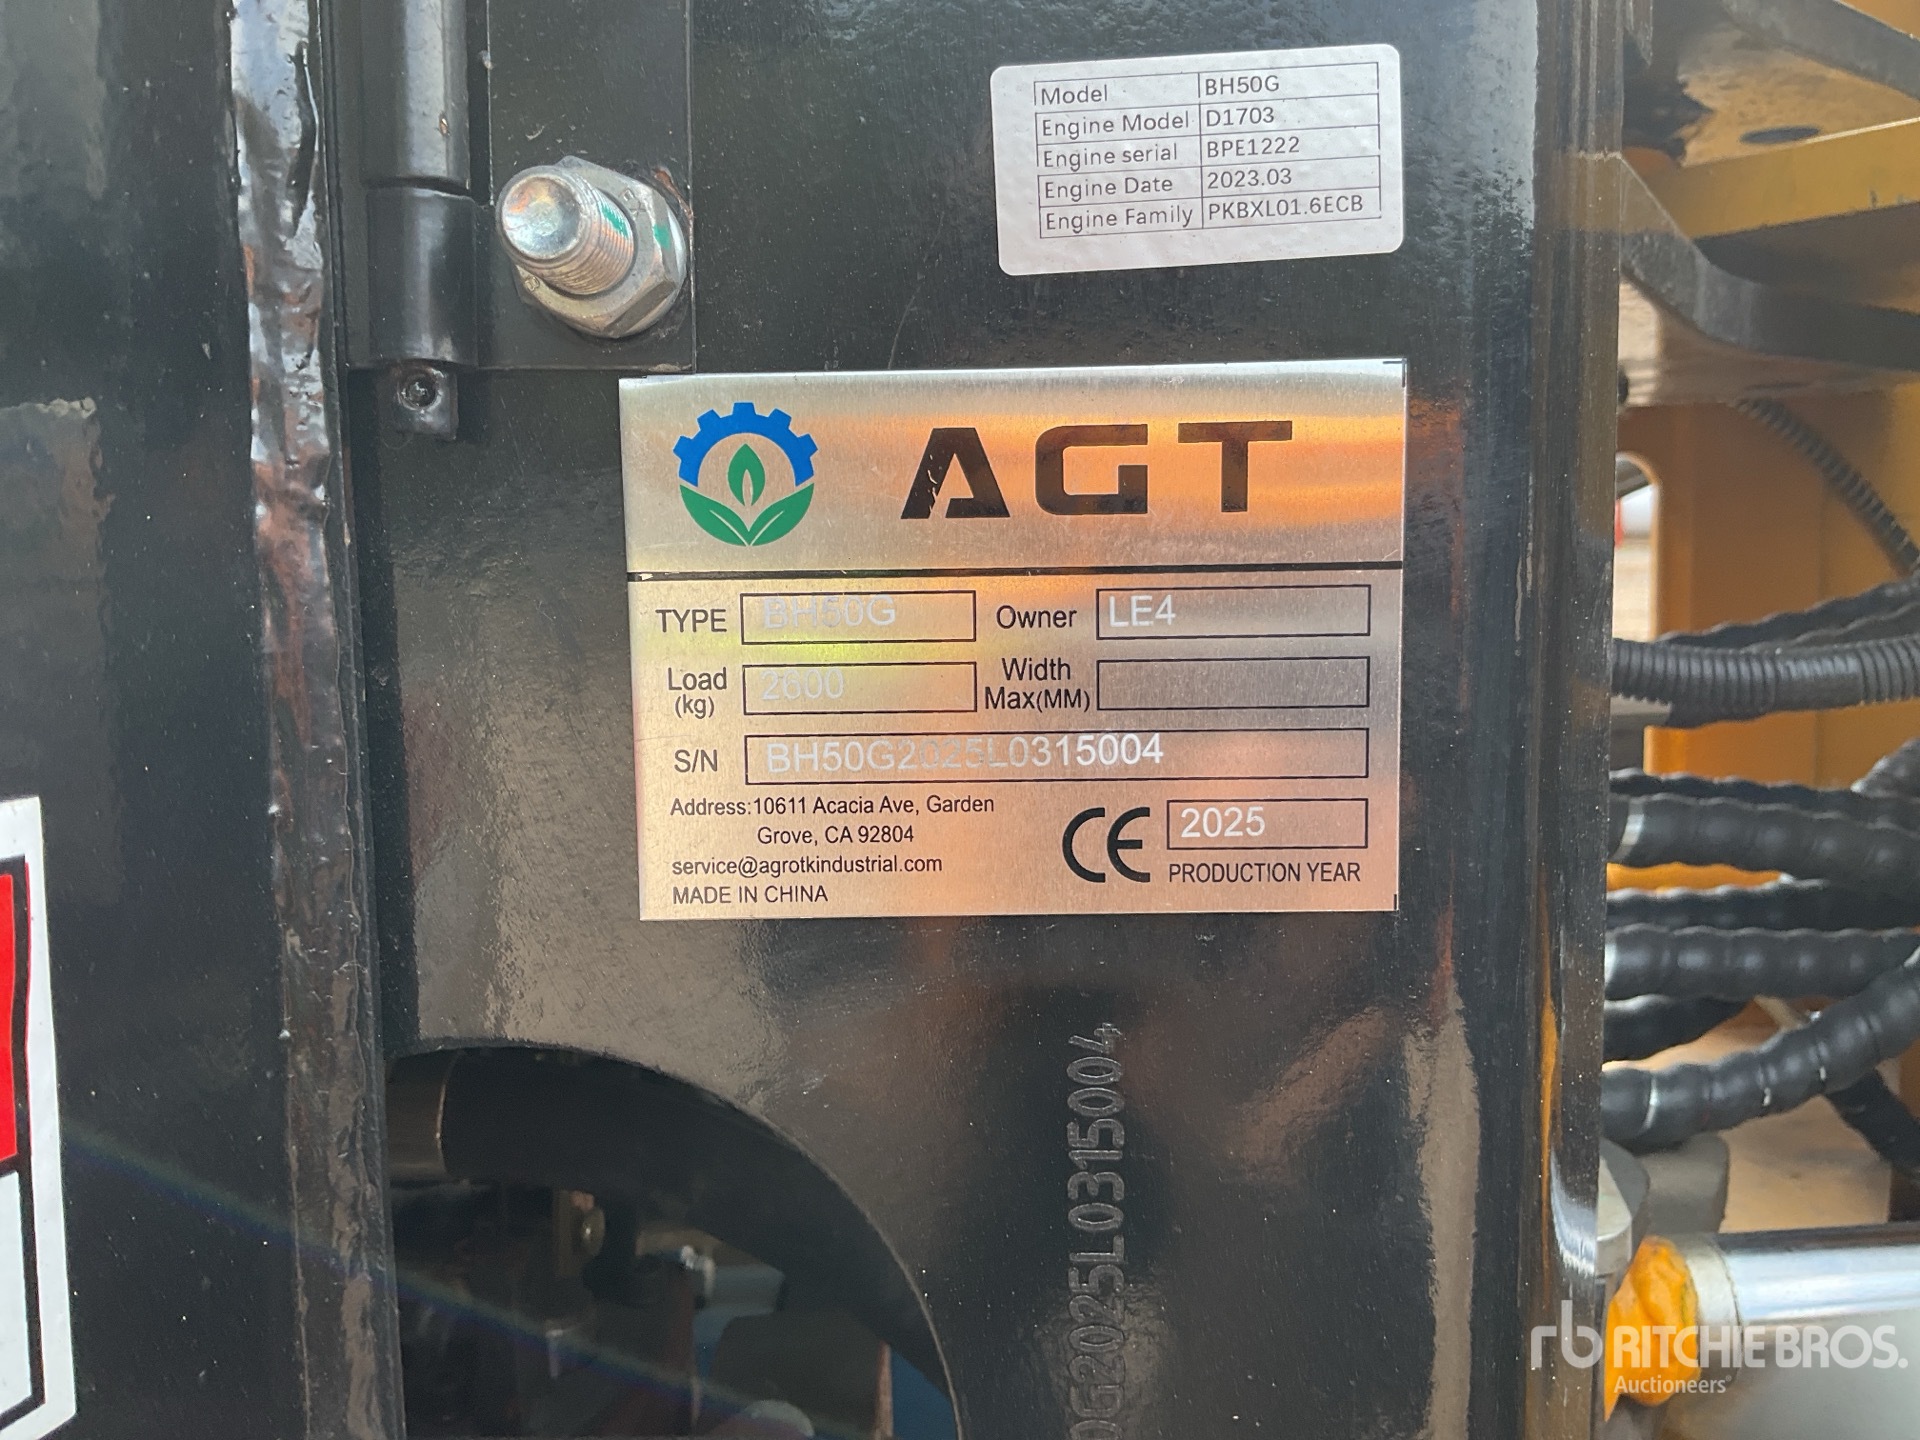 Model BH50G
Engine Model D1703
Engine serial BPE1222
Engine Date 2023.03
Engine Family PKBXL01.6ECB
AGT
TYPE BH50G Owner LE4
Load (kg) 2600 Width Max(MM)
S/N BH50G2025L0315004
Address:10611 Acacia Ave, Garden
Grove, CA 92804
service@agrotkindustrial.com
MADE IN CHINA
CE 2025
PRODUCTION YEAR
0G2025L0315004
rb RITCHIE BROS.
Auctioneers